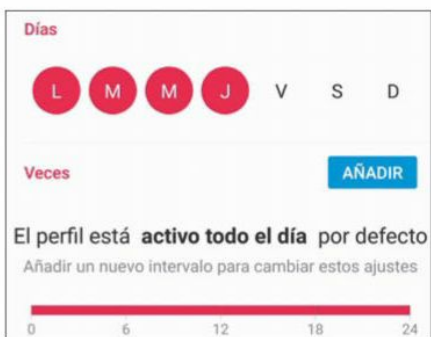 Días
L M M J V S D
Veces AÑADIR
El perfil está activo todo el día por defecto
Añadir un nuevo intervalo para cambiar estos ajustes
0 6 12 18 24